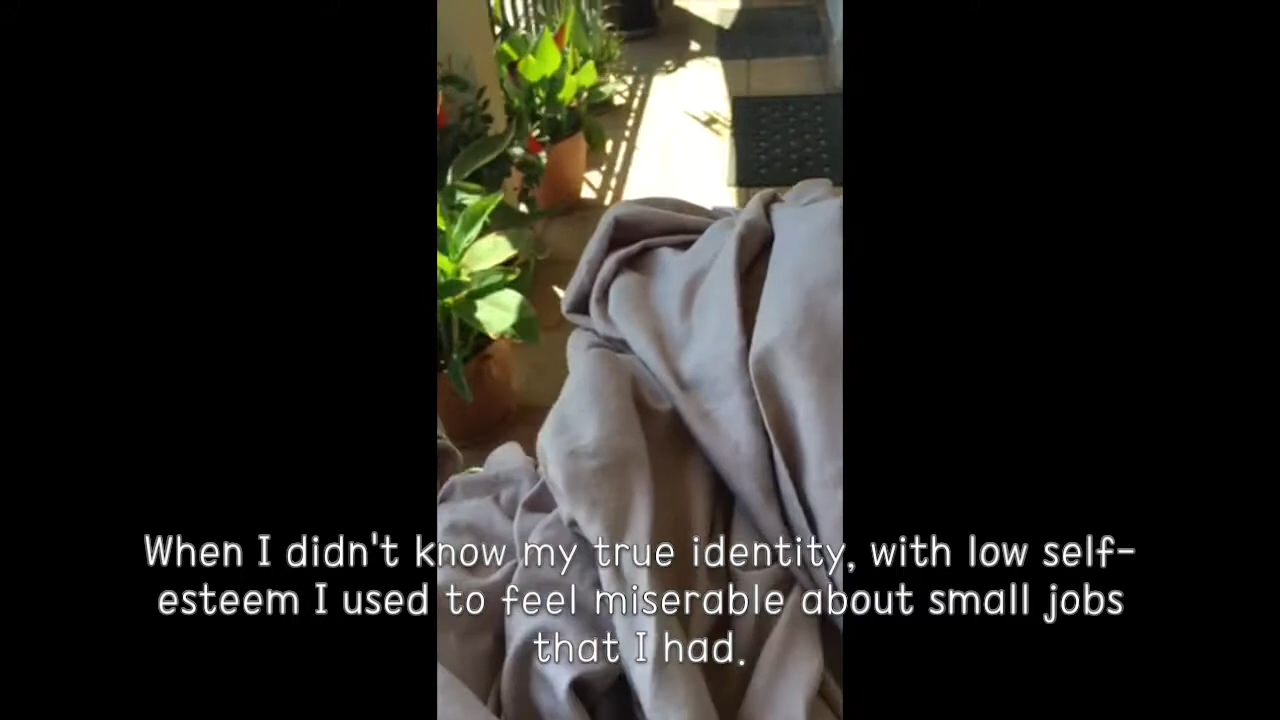 When I didn't know my true identity, with low self-
esteem I used to feel miserable about small jobs
that I had.